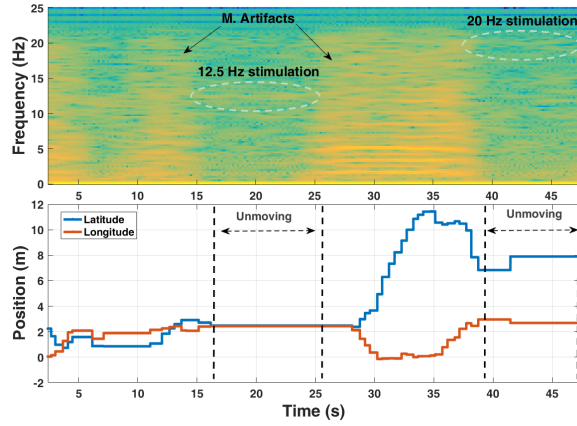 25
20
15
10
5
0
Frequency (Hz)
M. Artifacts
20 Hz stimulation
12.5 Hz stimulation
5 10 15 20 25 30 35 40 45
12
10
8
6
4
2
0
-2
Position (m)
Latitude
Longitude
Unmoving
Unmoving
5 10 15 20 25 30 35 40 45
Time (s)